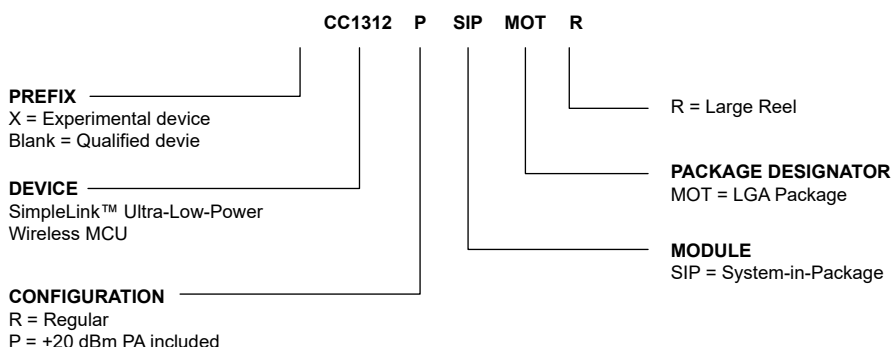 CC1312 P SIP MOT R
PREFIX
X = Experimental device
Blank = Qualified devie
DEVICE
SimpleLink™ Ultra-Low-Power
Wireless MCU
CONFIGURATION
R = Regular
P = +20 dBm PA included
R = Large Reel
PACKAGE DESIGNATOR
MOT = LGA Package
MODULE
SIP = System-in-Package